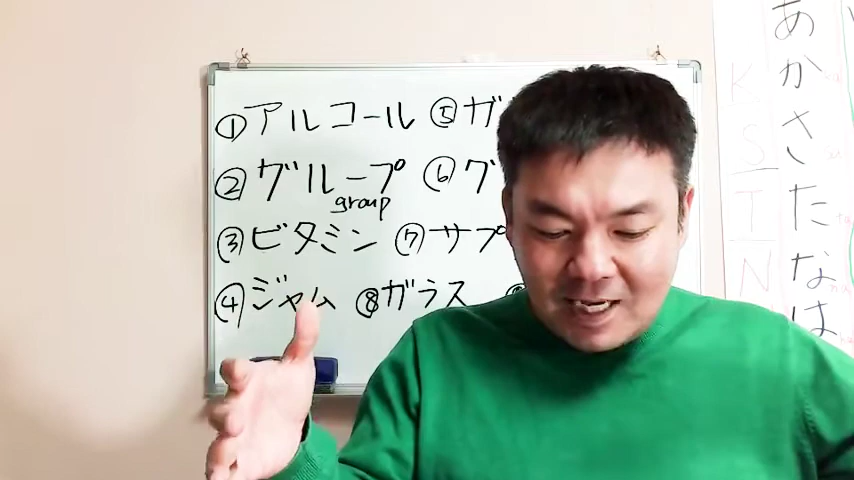 ①アルコール ⑤ガ
②グループ ⑥グ
group
③ビタミン ⑦サプ
④ジャム ⑧ガラス
あ
か
さ
た
な
は
K
S
T
N